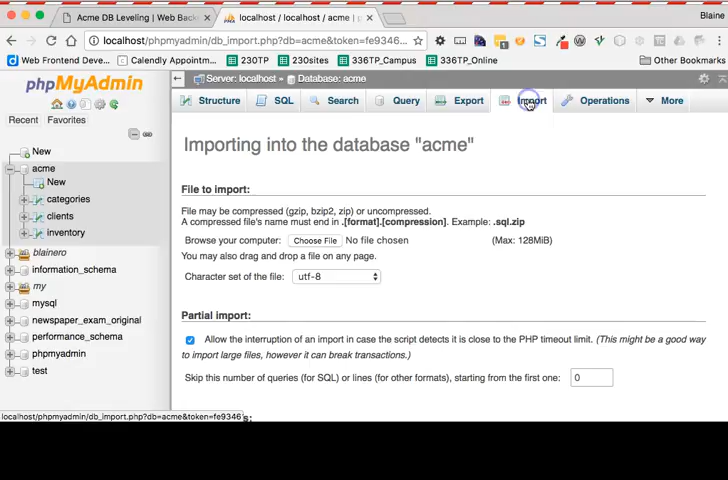 Acme DB Leveling | Web Back × localhost / localhost / acme | × Blaine
localhost/phpmyadmin/db_import.php?db=acme&token=fe9346...
Web Frontend Deve... Calendly Appointm... 230TP 230sites 336TP_Campus 336TP_Online Other Bookmarks
phpMyAdmin
Server: localhost » Database: acme
Structure SQL Search Query Export Import Operations More
Recent Favorites
New
acme
New
categories
clients
inventory
blainero
information_schema
my
mysql
newspaper_exam_original
performance_schema
phpmyadmin
test
Importing into the database "acme"
File to import:
File may be compressed (gzip, bzip2, zip) or uncompressed.
A compressed file's name must end in .[format].[compression]. Example: .sql.zip
Browse your computer: Choose File No file chosen (Max: 128MiB)
You may also drag and drop a file on any page.
Character set of the file: utf-8
Partial import:
Allow the interruption of an import in case the script detects it is close to the PHP timeout limit. (This might be a good way
to import large files, however it can break transactions.)
Skip this number of queries (for SQL) or lines (for other formats), starting from the first one: 0
localhost/phpmyadmin/db_import.php?db=acme&token=fe9346
s: